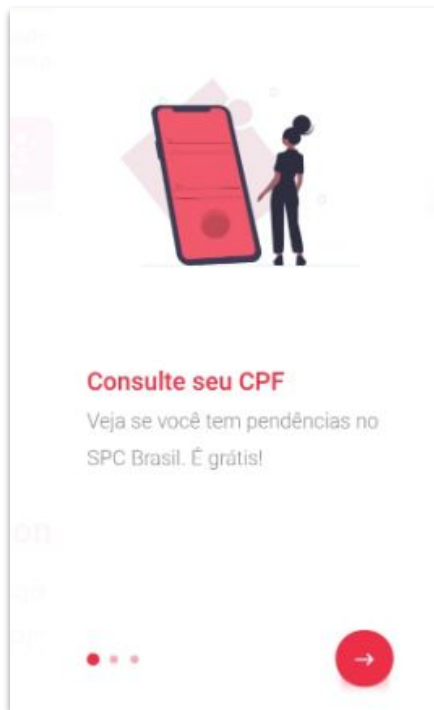 Consulte seu CPF
Veja se você tem pendências no
SPC Brasil. É grátis!